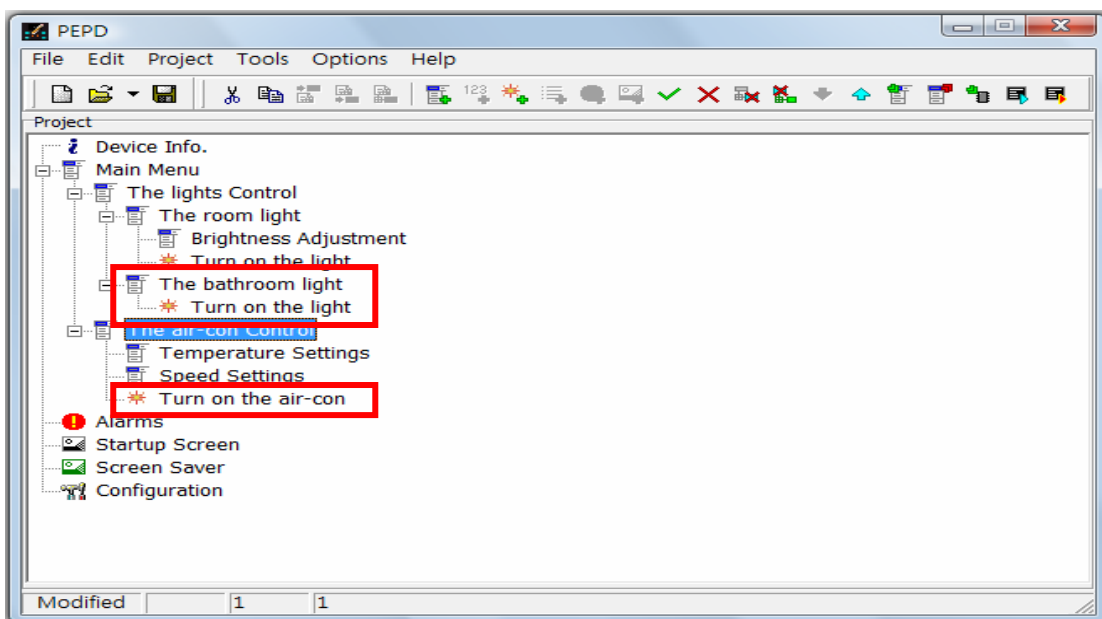 PEPD
File Edit Project Tools Options Help
123
Project
Device Info.
Main Menu
The lights Control
The room light
Brightness Adjustment
Turn on the light
The bathroom light
Turn on the light
The air-con Control
Temperature Settings
Speed Settings
Turn on the air-con
Alarms
Startup Screen
Screen Saver
Configuration
Modified 1 1